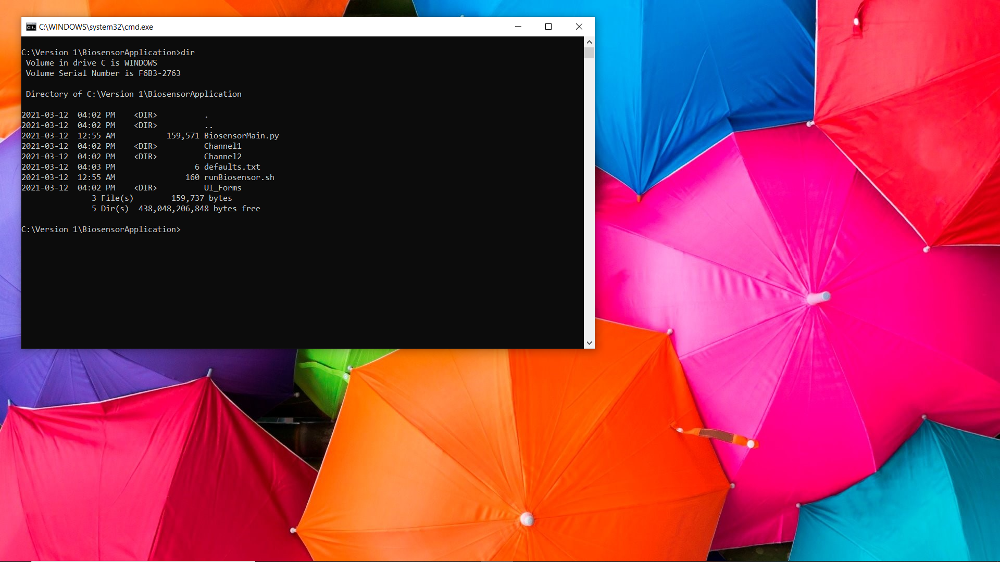 C:\WINDOWS\system32\cmd.exe
C:\Version 1\BiosensorApplication>dir
Volume in drive C is WINDOWS
Volume Serial Number is F6B3-2763
Directory of C:\Version 1\BiosensorApplication
2021-03-12  04:02 PM    <DIR>          .
2021-03-12  04:02 PM    <DIR>          ..
2021-03-12  12:55 AM           159,571 BiosensorMain.py
2021-03-12  04:02 PM    <DIR>          Channel1
2021-03-12  04:02 PM    <DIR>          Channel2
2021-03-12  04:03 PM                 6 defaults.txt
2021-03-12  12:55 AM               160 runBiosensor.sh
2021-03-12  04:02 PM    <DIR>          UI_Forms
3 File(s)        159,737 bytes
5 Dir(s)  438,048,206,848 bytes free
C:\Version 1\BiosensorApplication>